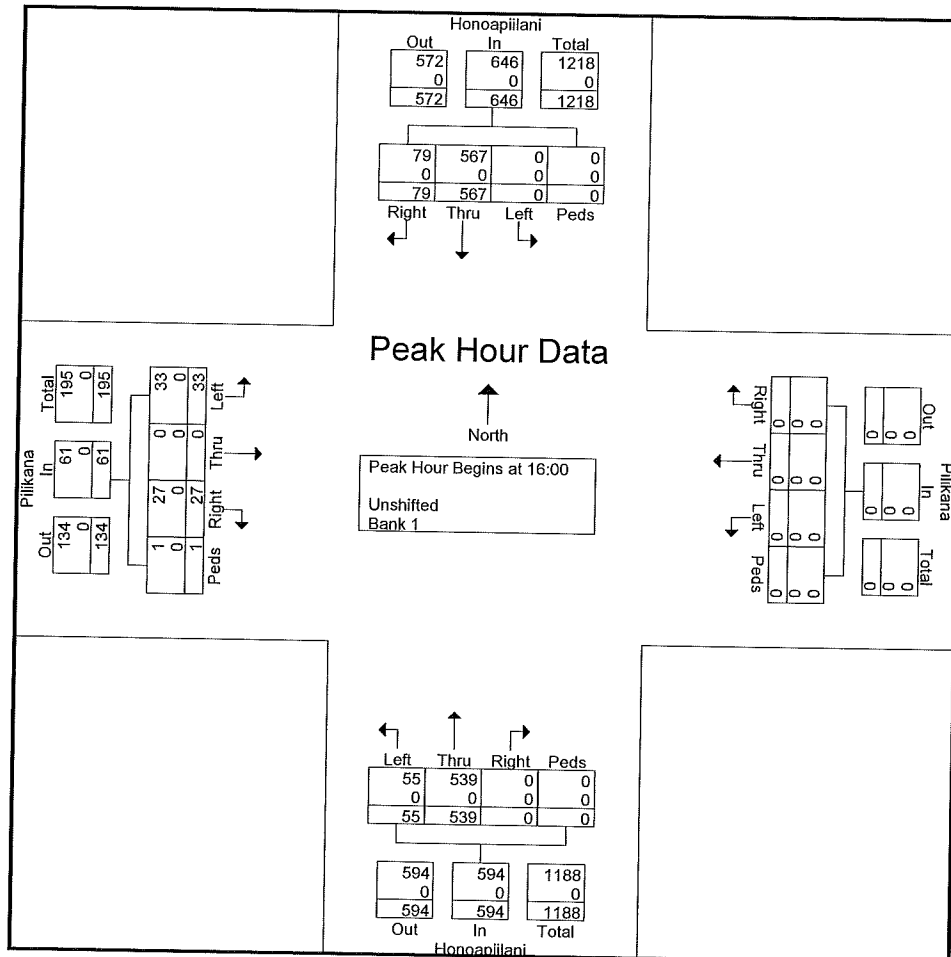 Honoapiilani
Out In Total
572 646 1218
0 0 0
572 646 1218
79 567 0 0
0 0 0 0
79 567 0 0
Right Thru Left Peds
Peak Hour Data
North
Peak Hour Begins at 16:00
Unshifted
Bank 1
Pilikana
Out In Total
134 61 195
0 0 0
134 61 195
Left Thru Right Peds
33 0 27 1
0 0 0 0
33 0 27 1
Pilikana
Out In Total
0 0 0
0 0 0
0 0 0
Right Thru Left Peds
0 0 0 0
0 0 0 0
0 0 0 0
Left Thru Right Peds
55 539 0 0
0 0 0 0
55 539 0 0
594 594 1188
0 0 0
594 594 1188
Out In Total
Honoapiilani